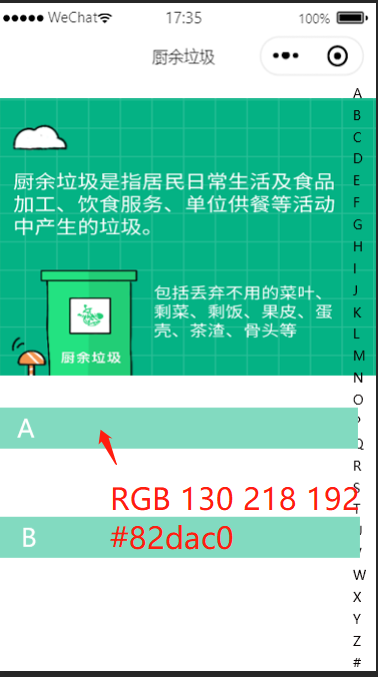 ●●●●● WeChat
17:35
100%
厨余垃圾
厨余垃圾是指居民日常生活及食品
加工、饮食服务、单位供餐等活动
中产生的垃圾。
包括丢弃不用的菜叶、
剩菜、剩饭、果皮、蛋
壳、茶渣、骨头等
厨余垃圾
A
RGB 130 218 192
#82dac0
B
A
B
C
D
E
F
G
H
I
J
K
L
M
N
O
Q
R
S
T
W
X
Y
Z
#